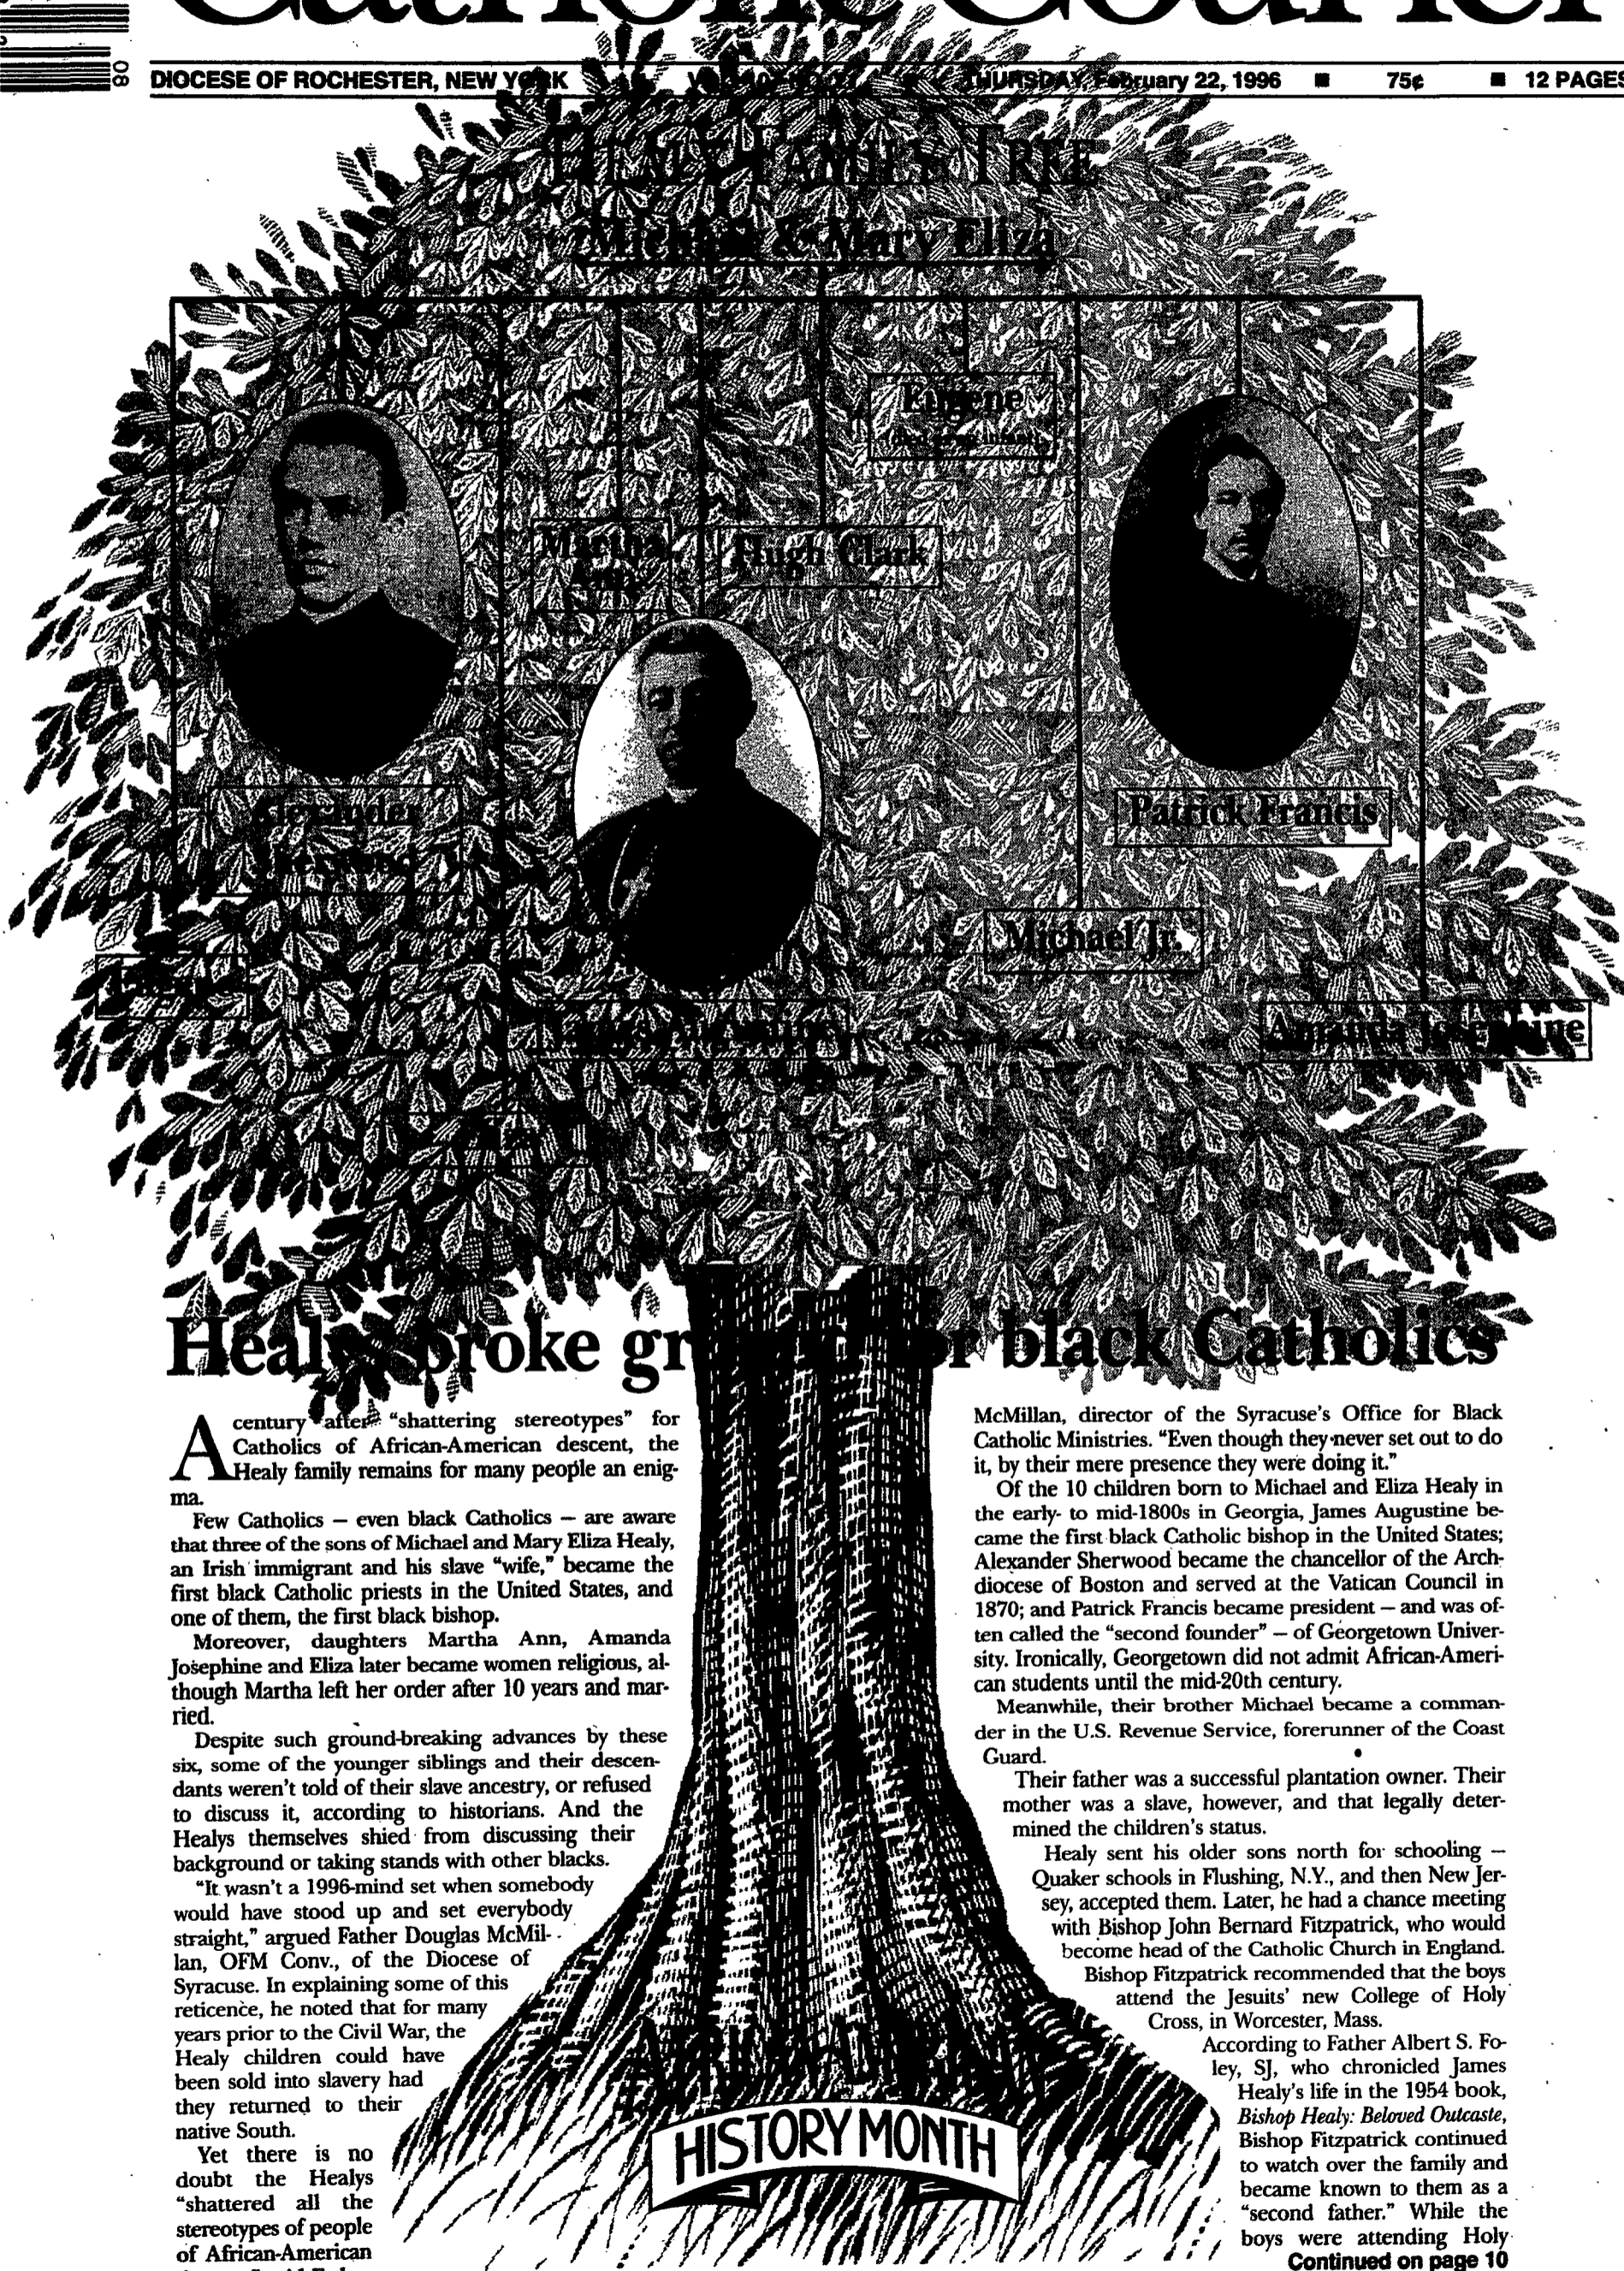 Catholic Courier
08
DIOCESE OF ROCHESTER, NEW YORK ■ THURSDAY, February 22, 1996 ■ 75¢ ■ 12 PAGES
HEALY FAMILY TREE
Michael & Mary Eliza
Eugene
(died as an infant)
Martha
Ann
Hugh Clark
Alexander
Sherwood
Patrick Francis
Michael Jr.
James Augustine
Amanda Josephine
Healys broke ground for black Catholics
A century after "shattering stereotypes" for
Catholics of African-American descent, the
Healy family remains for many people an enig-
ma.
Few Catholics — even black Catholics — are aware
that three of the sons of Michael and Mary Eliza Healy,
an Irish immigrant and his slave "wife," became the
first black Catholic priests in the United States, and
one of them, the first black bishop.
Moreover, daughters Martha Ann, Amanda
Josephine and Eliza later became women religious, al-
though Martha left her order after 10 years and mar-
ried.
Despite such ground-breaking advances by these
six, some of the younger siblings and their descen-
dants weren't told of their slave ancestry, or refused
to discuss it, according to historians. And the
Healys themselves shied from discussing their
background or taking stands with other blacks.
"It wasn't a 1996-mind set when somebody
would have stood up and set everybody
straight," argued Father Douglas McMil-
lan, OFM Conv., of the Diocese of
Syracuse. In explaining some of this
reticence, he noted that for many
years prior to the Civil War, the
Healy children could have
been sold into slavery had
they returned to their
native South.
Yet there is no
doubt the Healys
"shattered all the
stereotypes of people
of African-American
McMillan, director of the Syracuse's Office for Black
Catholic Ministries. "Even though they never set out to do
it, by their mere presence they were doing it."
Of the 10 children born to Michael and Eliza Healy in
the early- to mid-1800s in Georgia, James Augustine be-
came the first black Catholic bishop in the United States;
Alexander Sherwood became the chancellor of the Arch-
diocese of Boston and served at the Vatican Council in
1870; and Patrick Francis became president — and was of-
ten called the "second founder" — of Georgetown Univer-
sity. Ironically, Georgetown did not admit African-Ameri-
can students until the mid-20th century.
Meanwhile, their brother Michael became a comman-
der in the U.S. Revenue Service, forerunner of the Coast
Guard.
Their father was a successful plantation owner. Their
mother was a slave, however, and that legally deter-
mined the children's status.
Healy sent his older sons north for schooling —
Quaker schools in Flushing, N.Y., and then New Jer-
sey, accepted them. Later, he had a chance meeting
with Bishop John Bernard Fitzpatrick, who would
become head of the Catholic Church in England.
Bishop Fitzpatrick recommended that the boys
attend the Jesuits' new College of Holy
Cross, in Worcester, Mass.
According to Father Albert S. Fo-
ley, SJ, who chronicled James
Healy's life in the 1954 book,
Bishop Healy: Beloved Outcaste,
Bishop Fitzpatrick continued
to watch over the family and
became known to them as a
"second father." While the
boys were attending Holy
Continued on page 10
HISTORY MONTH